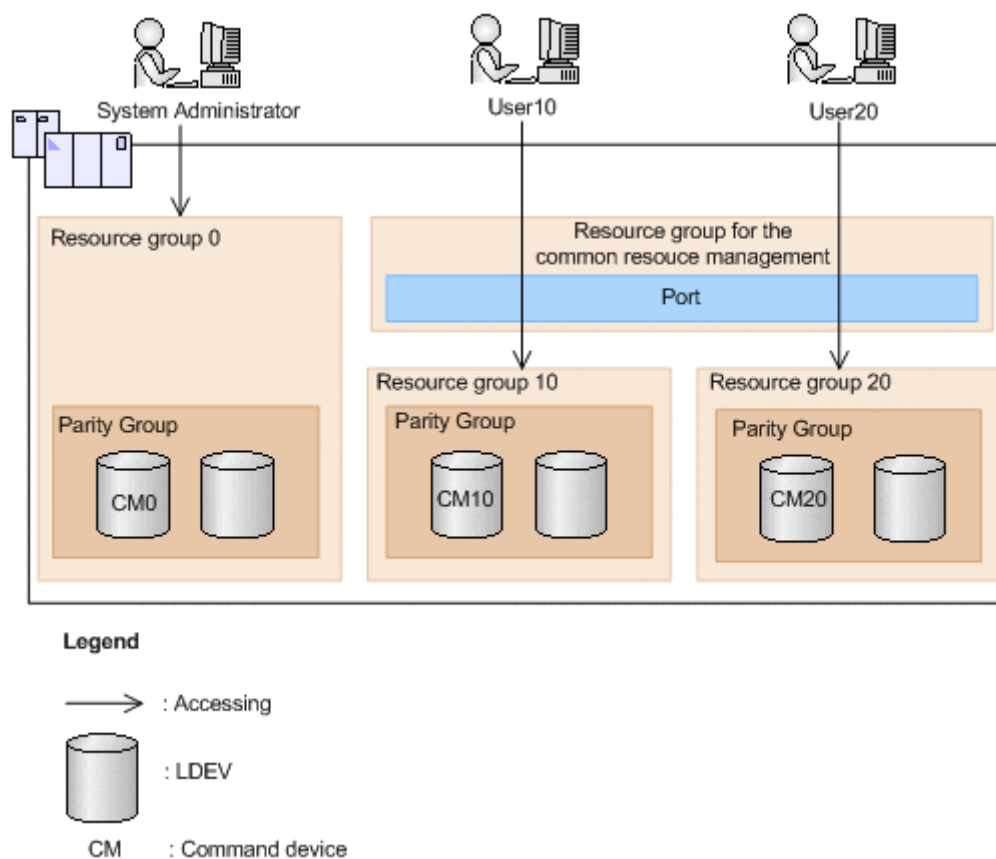 System Administrator
User10
User20
Resource group 0
Resource group for the
common resouce management
Port
Resource group 10
Resource group 20
Parity Group
Parity Group
Parity Group
CM0
CM10
CM20
Legend
: Accessing
: LDEV
CM : Command device